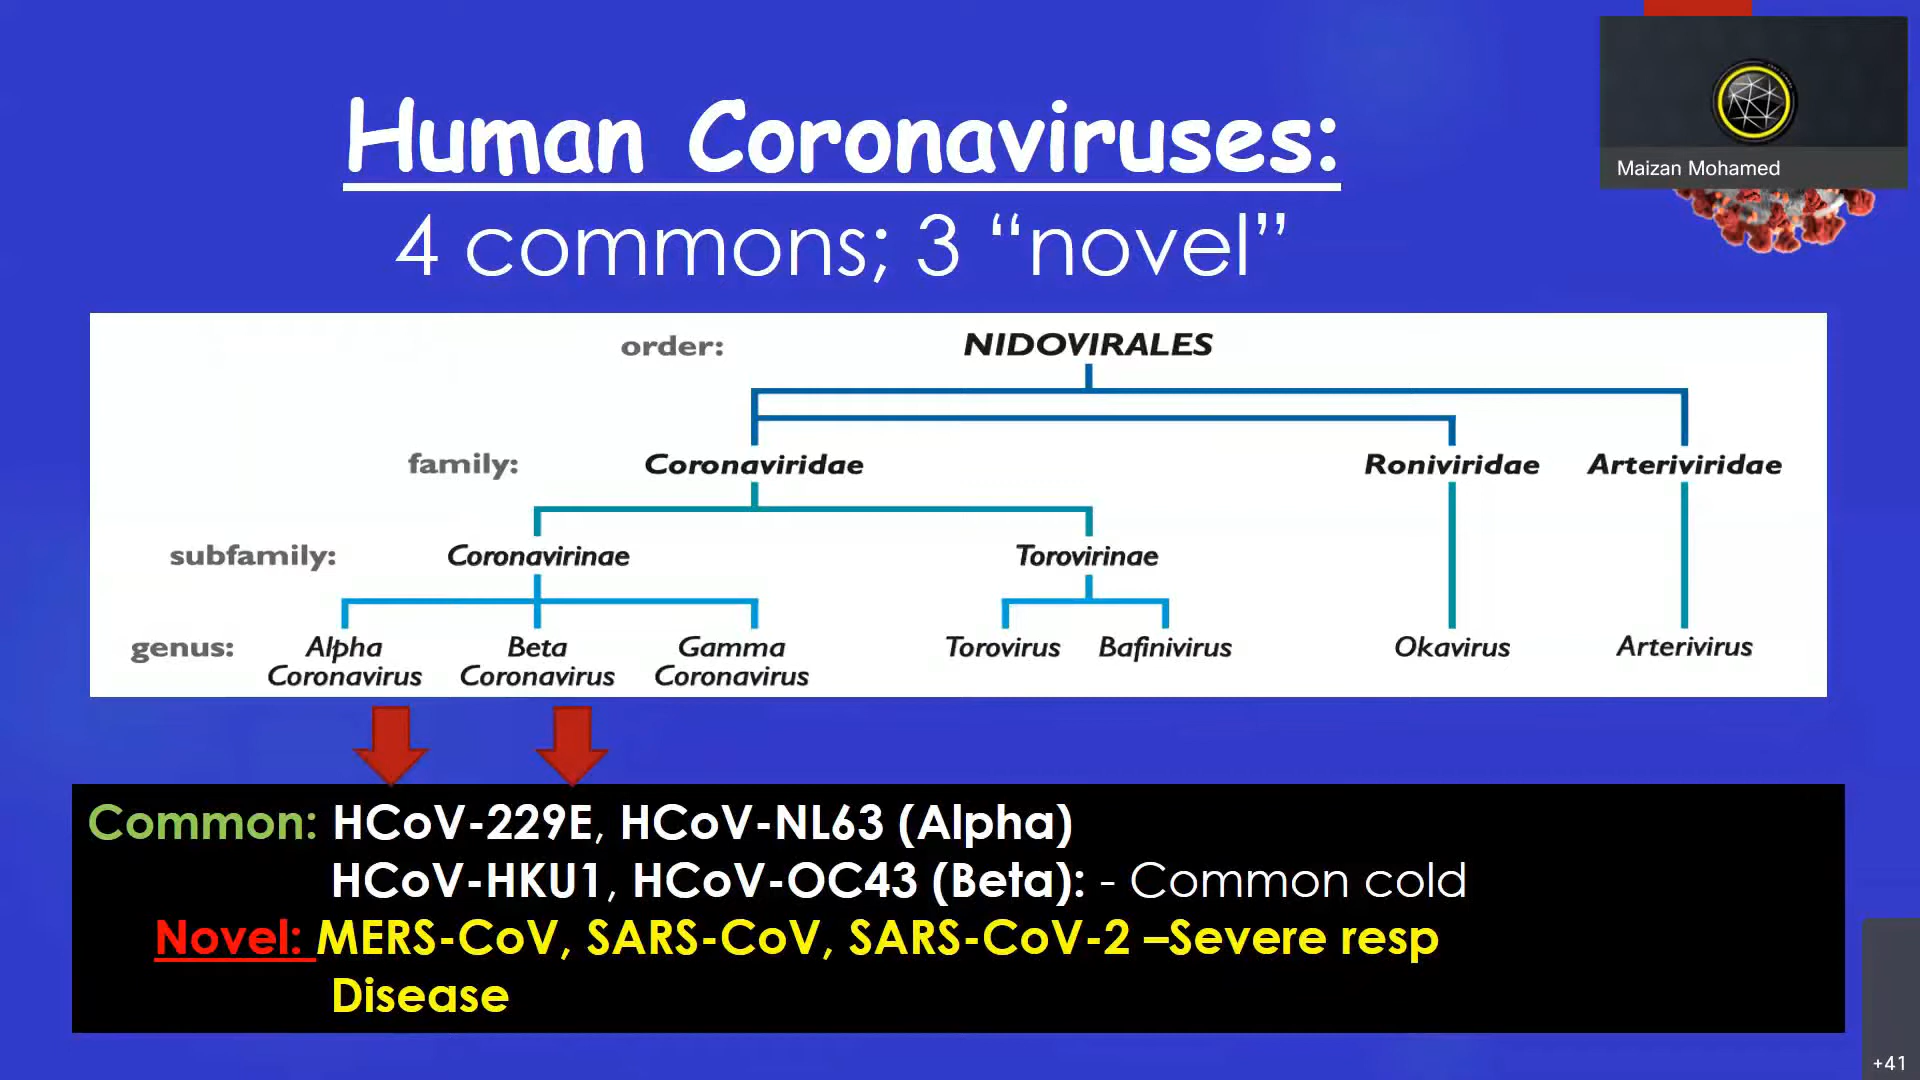 Human Coronaviruses:
4 commons; 3 “novel”
Maizan Mohamed
order: NIDOVIRALES
family: Coronaviridae Roniviridae Arteriviridae
subfamily: Coronavirinae Torovirinae
genus: Alpha Beta Gamma Torovirus Bafinivirus Okavirus Arterivirus
Coronavirus Coronavirus Coronavirus
Common: HCoV-229E, HCoV-NL63 (Alpha)
HCoV-HKU1, HCoV-OC43 (Beta): - Common cold
Novel: MERS-CoV, SARS-CoV, SARS-CoV-2 –Severe resp
Disease
+41